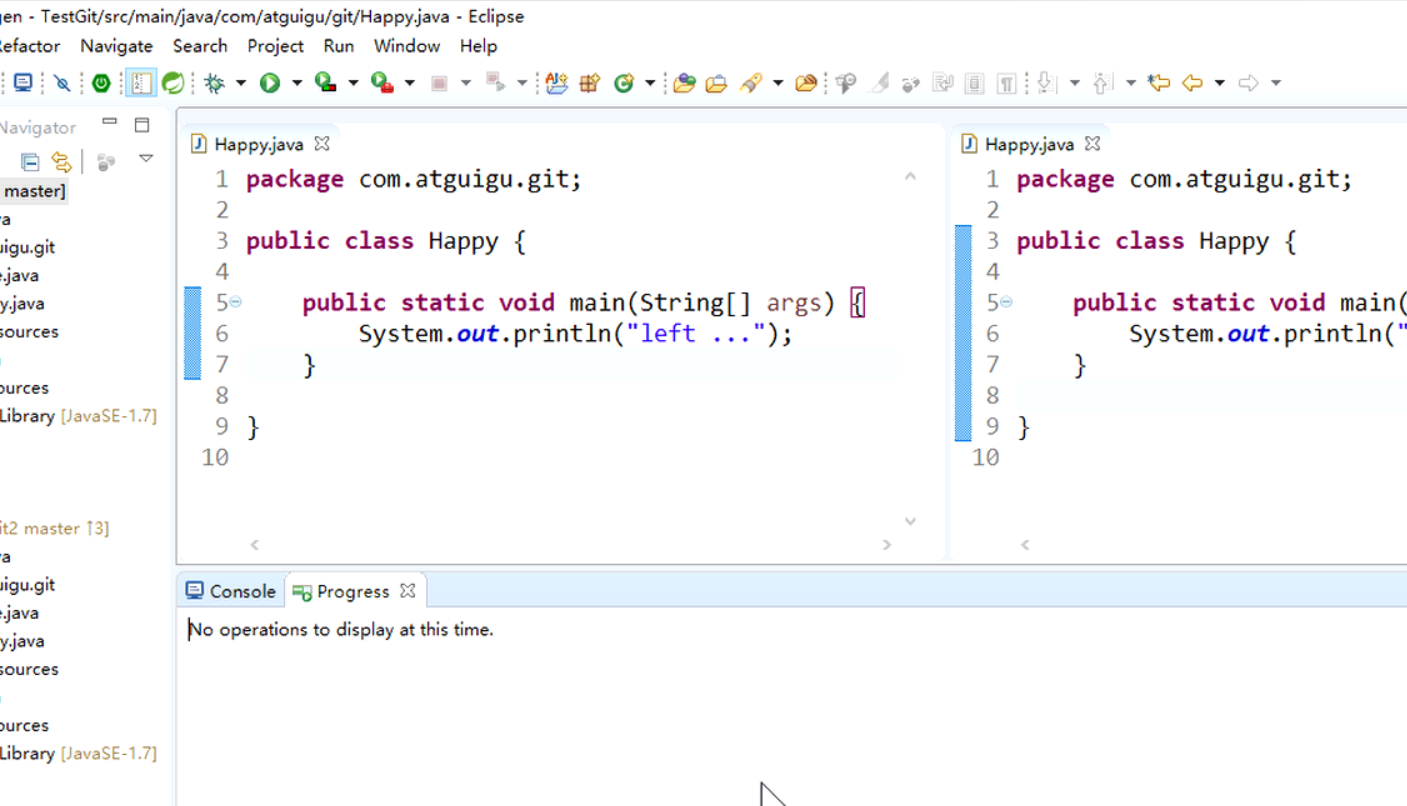 en - TestGit/src/main/java/com/atguigu/git/Happy.java - Eclipse
efactor Navigate Search Project Run Window Help
Navigator
master]
a
uigu.git
e.java
y.java
sources
ources
Library [JavaSE-1.7]
it2 master ↑3]
a
uigu.git
e.java
y.java
sources
ources
Library [JavaSE-1.7]
Happy.java
1 package com.atguigu.git;
2
3 public class Happy {
4
5 public static void main(String[] args) {
6 System.out.println("left ...");
7 }
8
9 }
10
Happy.java
1 package com.atguigu.git;
2
3 public class Happy {
4
5 public static void main(
6 System.out.println("
7 }
8
9 }
10
Console Progress
No operations to display at this time.